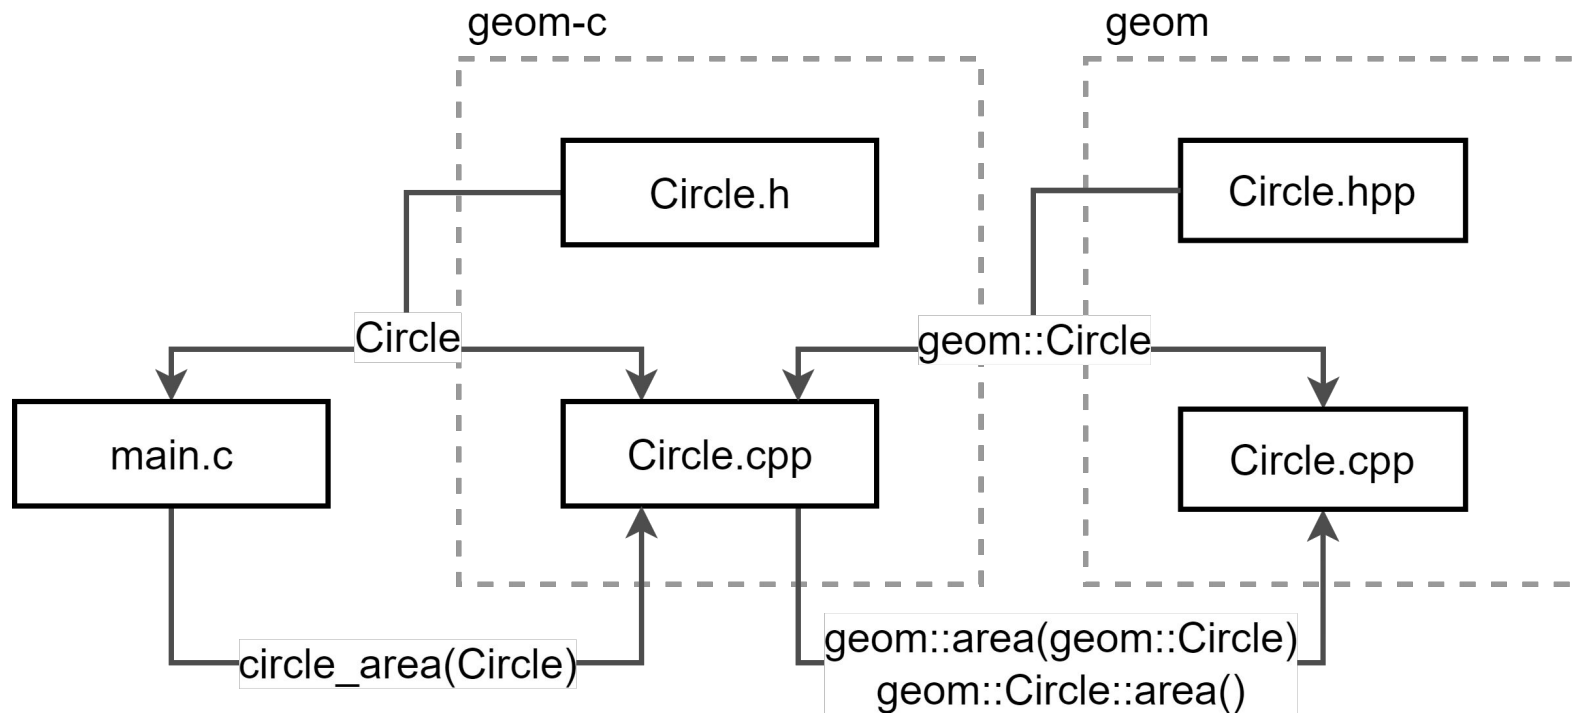 geom-c
geom
Circle.h
Circle.hpp
Circle
geom::Circle
main.c
Circle.cpp
Circle.cpp
circle_area(Circle)
geom::area(geom::Circle)
geom::Circle::area()